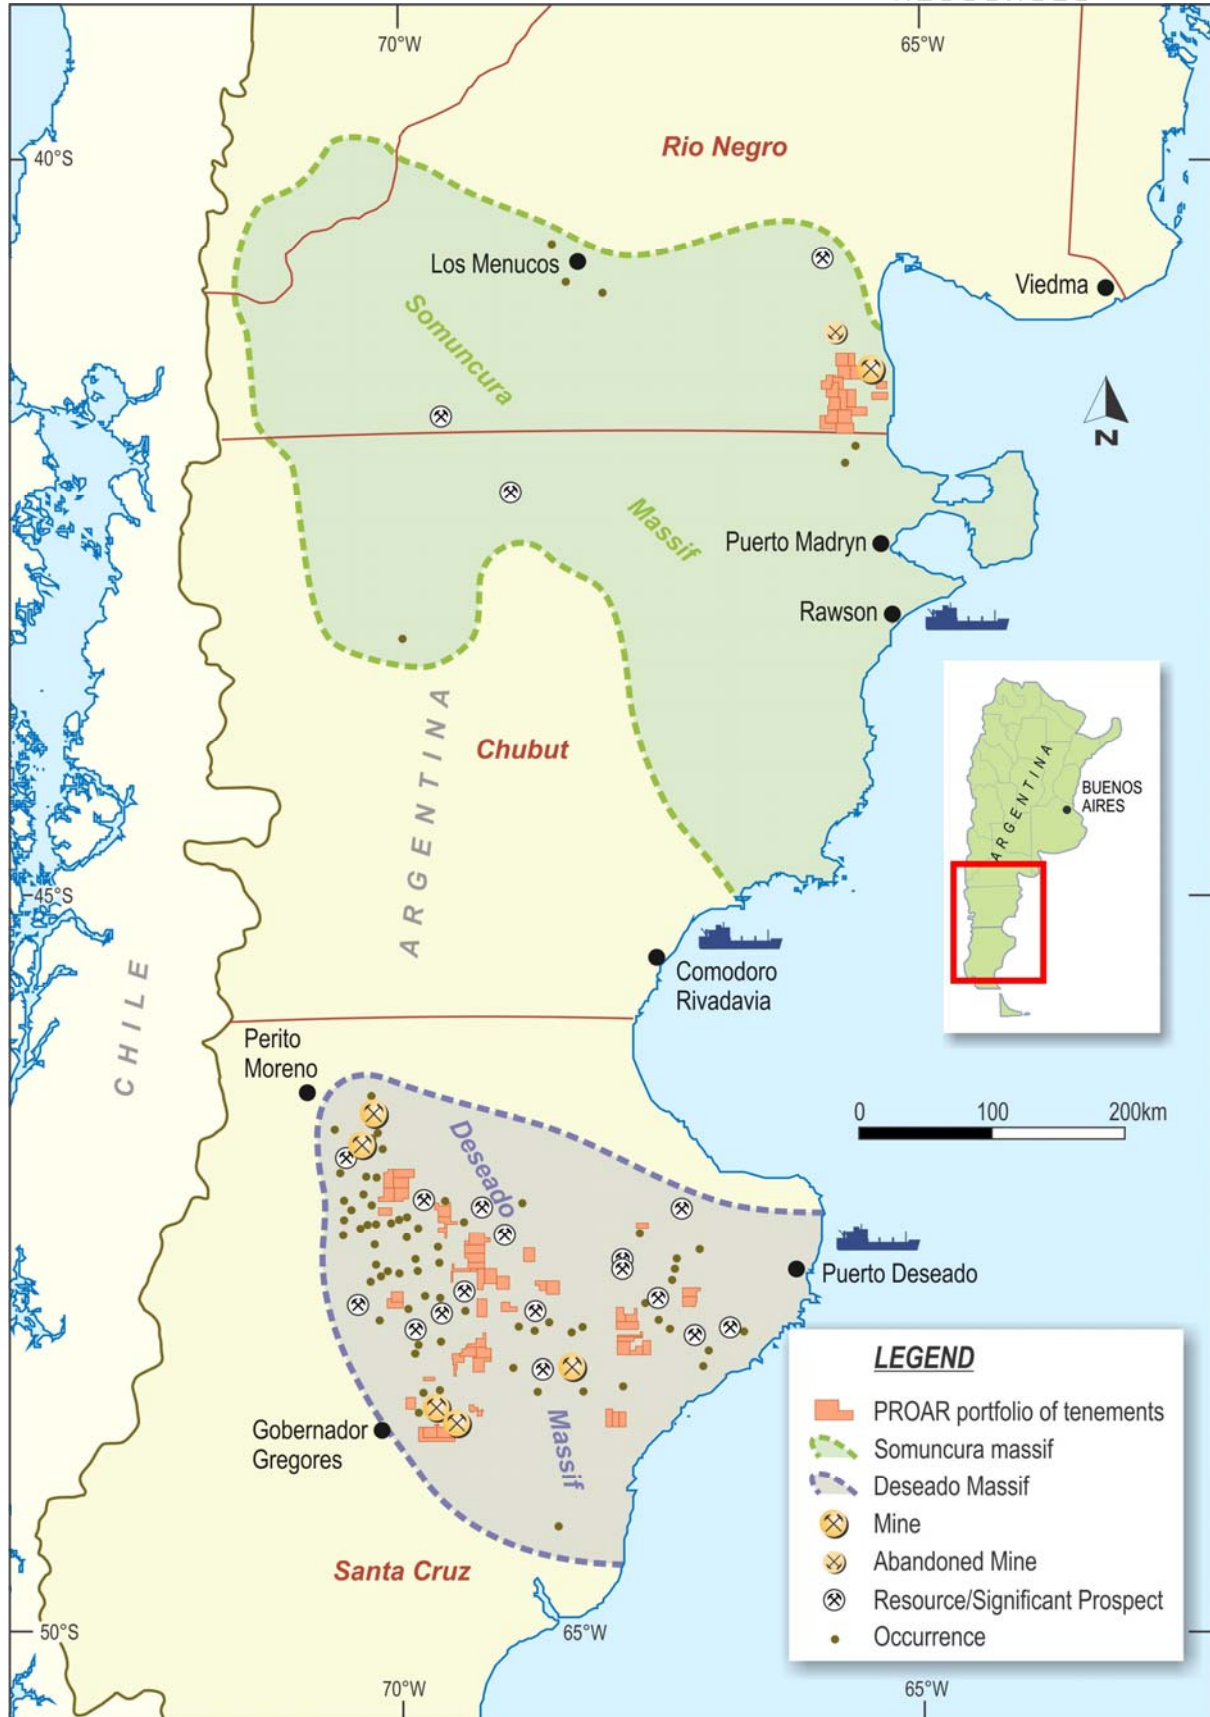 70°W
65°W
40°S
Rio Negro
Los Menucos
Viedma
Somuncura
N
Massif
Puerto Madryn
Rawson
ARGENTINA
Chubut
ARGENTINA
BUENOS
AIRES
45°S
CHILE
Comodoro
Rivadavia
Perito
Moreno
0
100
200km
Deseado
Puerto Deseado
LEGEND
PROAR portfolio of tenements
Somuncura massif
Deseado Massif
Mine
Abandoned Mine
Resource/Significant Prospect
Occurrence
Gobernador
Gregores
Massif
Santa Cruz
50°S
65°W
70°W
65°W